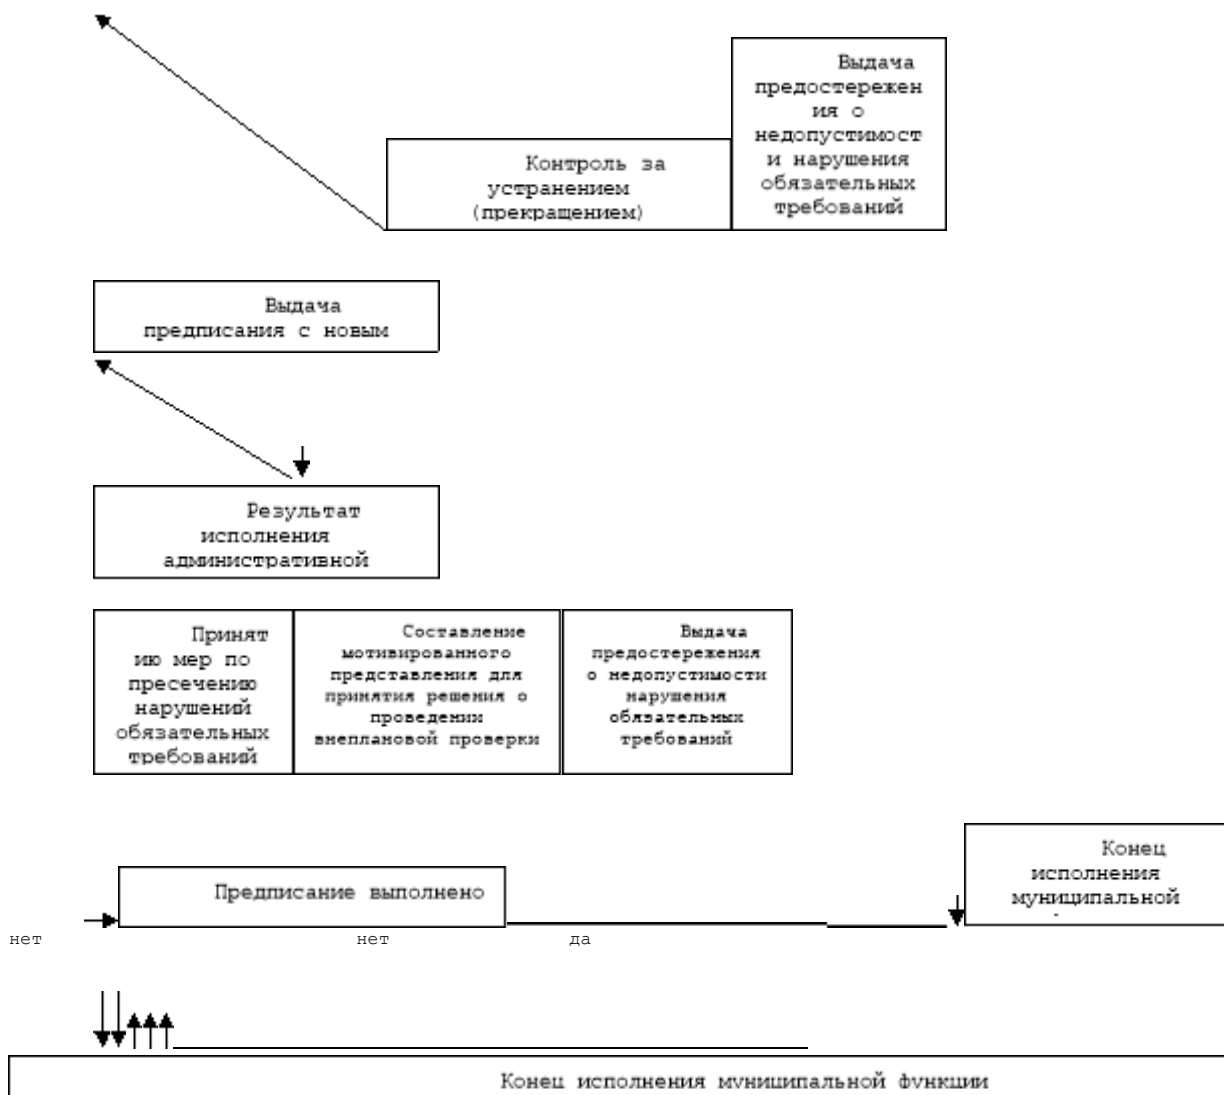 Выдача
предостережен
ия о
недопустимост
и нарушения
обязательных
требований
Контроль за
устранением
(прекращением)
Выдача
предписания с новым
Результат
исполнения
административной
Принят
ию мер по
пресечению
нарушений
обязательных
требований
Составление
мотивированного
представления для
принятия решения о
проведении
внеплановой проверки
Выдача
предостережения
о недопустимости
нарушения
обязательных
требований
Конец
исполнения
муниципальной
Предписание выполнено
нет нет да
Конец исполнения муниципальной функции